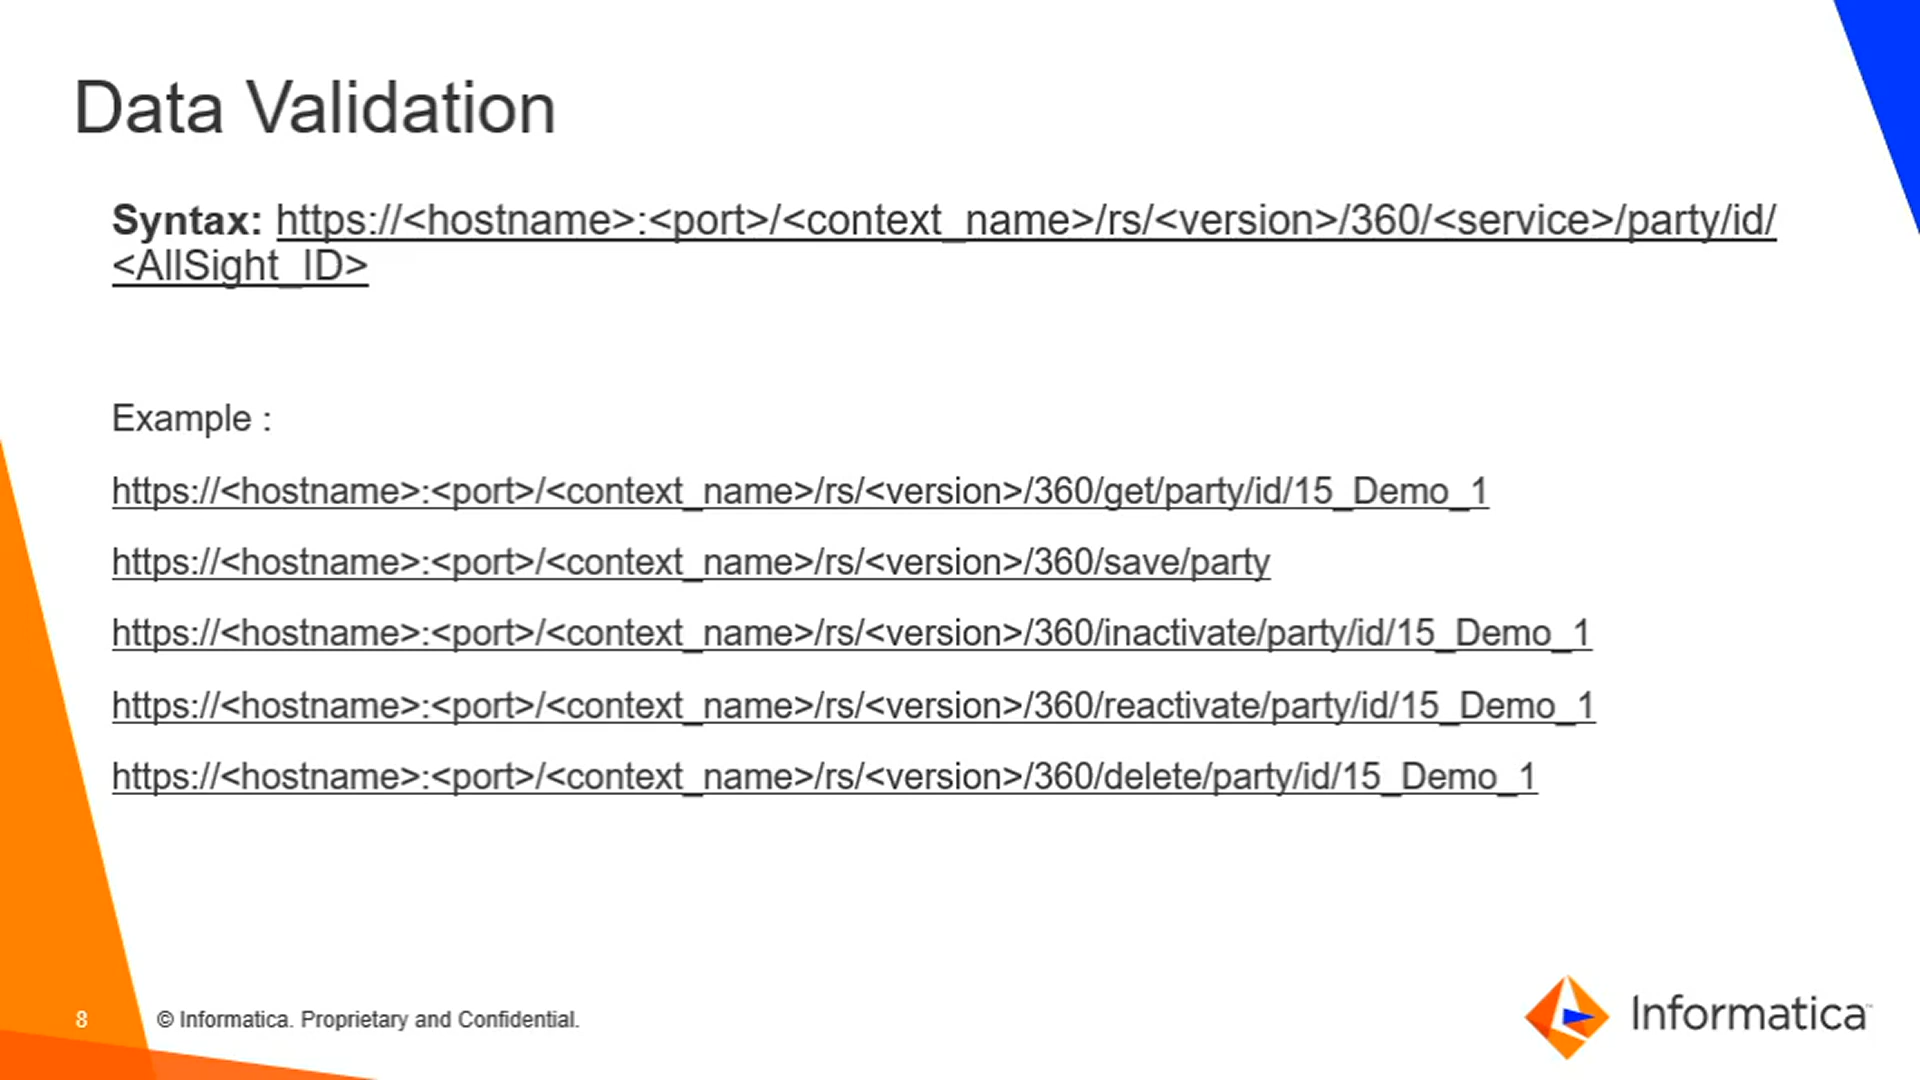 Data Validation
Syntax: https://<hostname>:<port>/<context_name>/rs/<version>/360/<service>/party/id/
<AllSight_ID>
Example :
https://<hostname>:<port>/<context_name>/rs/<version>/360/get/party/id/15_Demo_1
https://<hostname>:<port>/<context_name>/rs/<version>/360/save/party
https://<hostname>:<port>/<context_name>/rs/<version>/360/inactivate/party/id/15_Demo_1
https://<hostname>:<port>/<context_name>/rs/<version>/360/reactivate/party/id/15_Demo_1
https://<hostname>:<port>/<context_name>/rs/<version>/360/delete/party/id/15_Demo_1
8 © Informatica. Proprietary and Confidential.
Informatica™